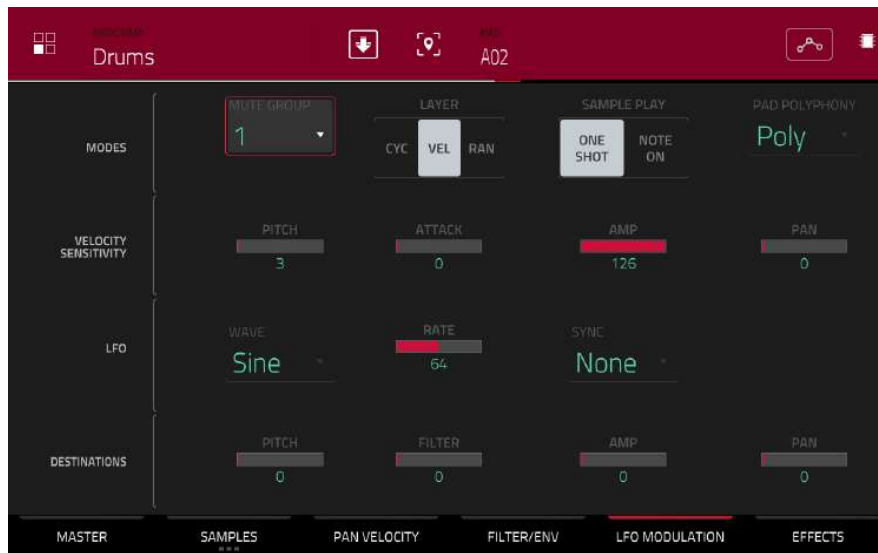 PROGRAM
Drums
PAD
A02
MODES
MUTE GROUP
1
LAYER
CYC VEL RAN
SAMPLE PLAY
ONE SHOT
NOTE ON
PAD POLYPHONY
Poly
VELOCITY
SENSITIVITY
PITCH
3
ATTACK
0
AMP
126
PAN
0
LFO
WAVE
Sine
RATE
64
SYNC
None
DESTINATIONS
PITCH
0
FILTER
0
AMP
0
PAN
0
MASTER SAMPLES PAN VELOCITY FILTER/ENV LFO MODULATION EFFECTS